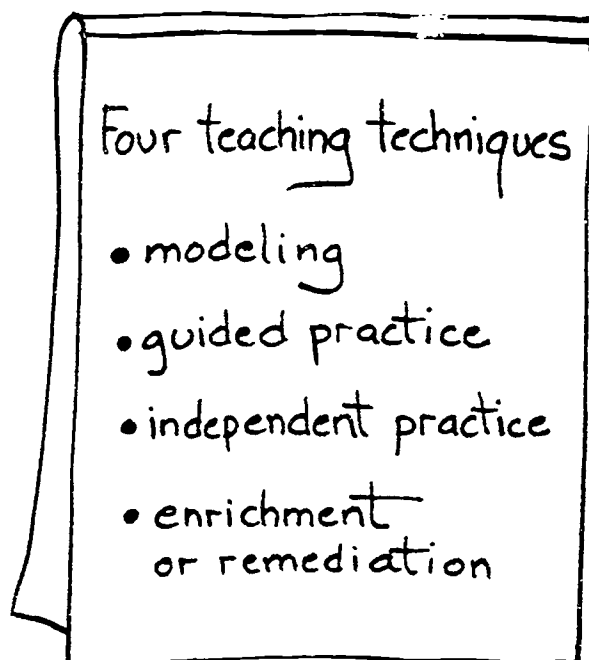 Four teaching techniques
• modeling
• guided practice
• independent practice
• enrichment
or remediation